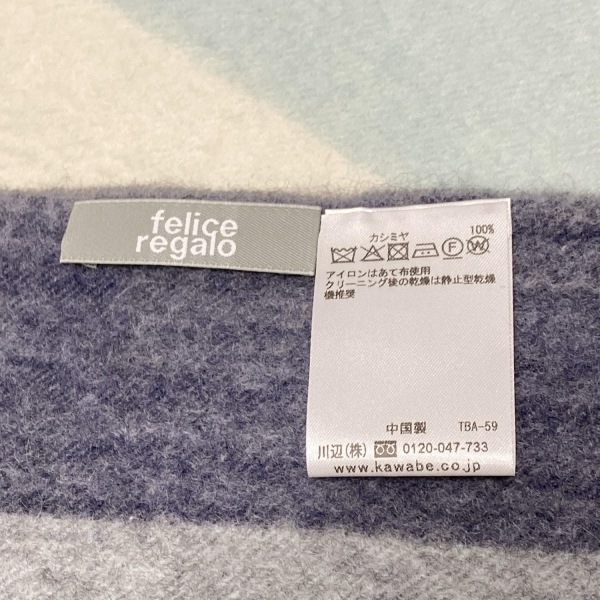 felice
regalo
カシミヤ 100%
アイロンはあて布使用
クリーニング後の乾燥は静止型乾燥
機推奨
中国製 TBA-59
川辺(株) 0120-047-733
www.kawabe.co.jp